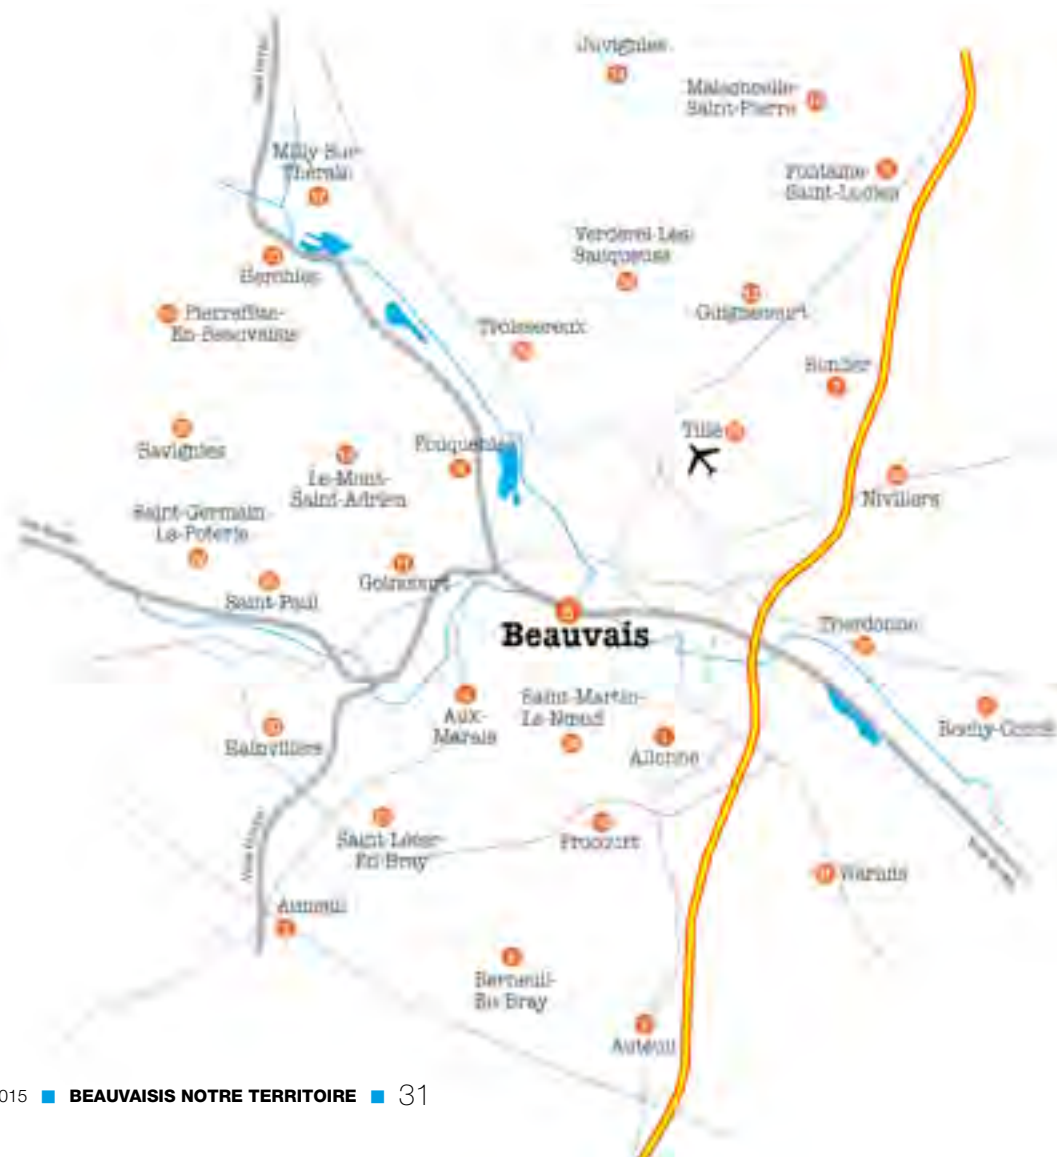 Juvignies
Maisoncelle-
Saint-Pierre
Milly-Sur-
Thérain
Fontaine-
Saint-Lucien
Verderel-Lès-
Sauqueuse
Herchies
Guignecourt
Pierrefitte-
En-Beauvaisis
Troissereux
Bonlier
Tillé
Savignies
Fouquenies
Le-Mont-
Saint-Adrien
Nivillers
Saint-Germain-
La-Poterie
Goincourt
Saint-Paul
Beauvais
Therdonne
Aux-
Marais
Saint-Martin-
Le-Nœud
Allonne
Rainvillers
Rochy-Condé
Saint-Léger-
En-Bray
Frocourt
Warluis
Auneuil
Berneuil-
En-Bray
Auteuil
015 BEAUVAISIS NOTRE TERRITOIRE 31